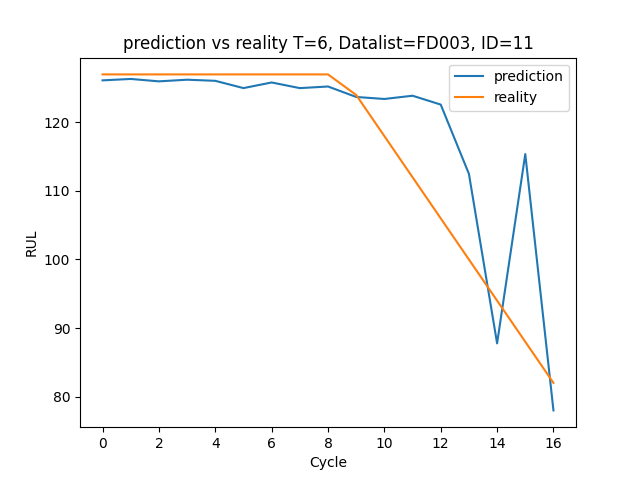 prediction vs reality T=6, Datalist=FD003, ID=11
prediction
reality
RUL
120
110
100
90
80
0 2 4 6 8 10 12 14 16
Cycle